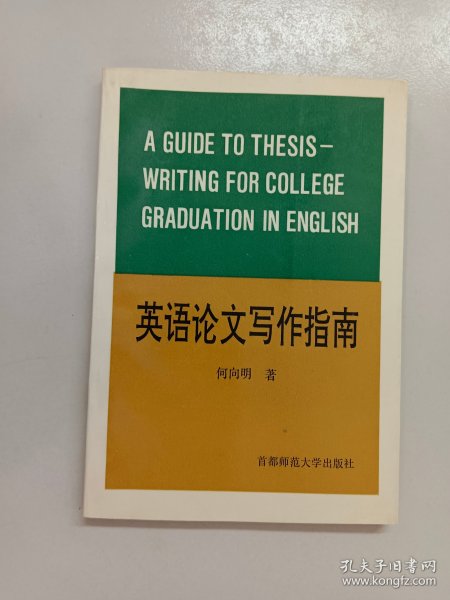 A GUIDE TO THESIS–
WRITING FOR COLLEGE
GRADUATION IN ENGLISH
英语论文写作指南
何向明 著
首都师范大学出版社
孔夫子旧书网
www.kongfz.com